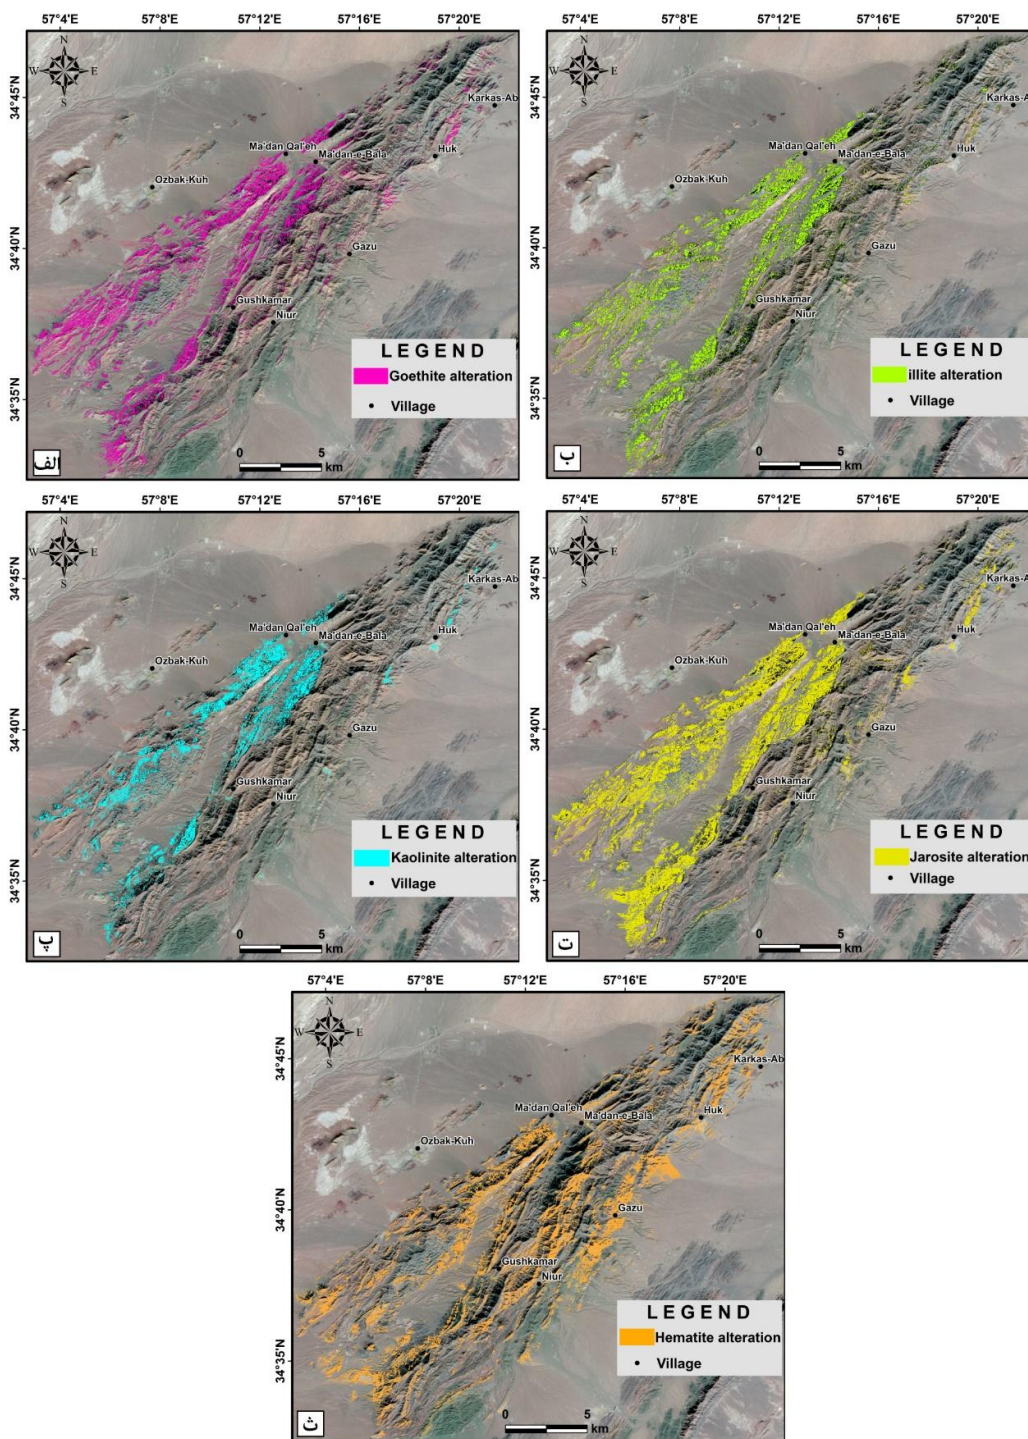 57°4'E 57°8'E 57°12'E 57°16'E 57°20'E
N
W E
S
34°45'N
34°40'N
34°35'N
Karkas-Ab
Ma'dan Qal'eh
Ma'dan-e-Bala
Huk
Ozbak-Kuh
Gazu
Gushkamar
Niur
LEGEND
Goethite alteration
Village
0 5
km
الف
57°4'E 57°8'E 57°12'E 57°16'E 57°20'E
N
W E
S
34°45'N
34°40'N
34°35'N
Karkas-A
Ma'dan Qal'eh
Ma'dan-e-Bala
Huk
Ozbak-Kuh
Gazu
Gushkamar
Niur
LEGEND
illite alteration
Village
0 5
km
ب
57°4'E 57°8'E 57°12'E 57°16'E 57°20'E
N
W E
S
34°45'N
34°40'N
34°35'N
Karkas-Ab
Ma'dan Qal'eh
Ma'dan-e-Bala
Huk
Ozbak-Kuh
Gazu
Gushkamar
Niur
LEGEND
Kaolinite alteration
Village
0 5
km
پ
57°4'E 57°8'E 57°12'E 57°16'E 57°20'E
N
W E
S
34°45'N
34°40'N
34°35'N
Karkas-A
Ma'dan Qal'eh
Ma'dan-e-Bala
Huk
Ozbak-Kuh
Gazu
Gushkamar
Niur
LEGEND
Jarosite alteration
Village
0 5
km
ت
57°4'E 57°8'E 57°12'E 57°16'E 57°20'E
N
W E
S
34°45'N
34°40'N
34°35'N
Karkas-Ab
Ma'dan Qal'eh
Ma'dan-e-Bala
Huk
Ozbak-Kuh
Gazu
Gushkamar
Niur
LEGEND
Hematite alteration
Village
0 5
km
ث